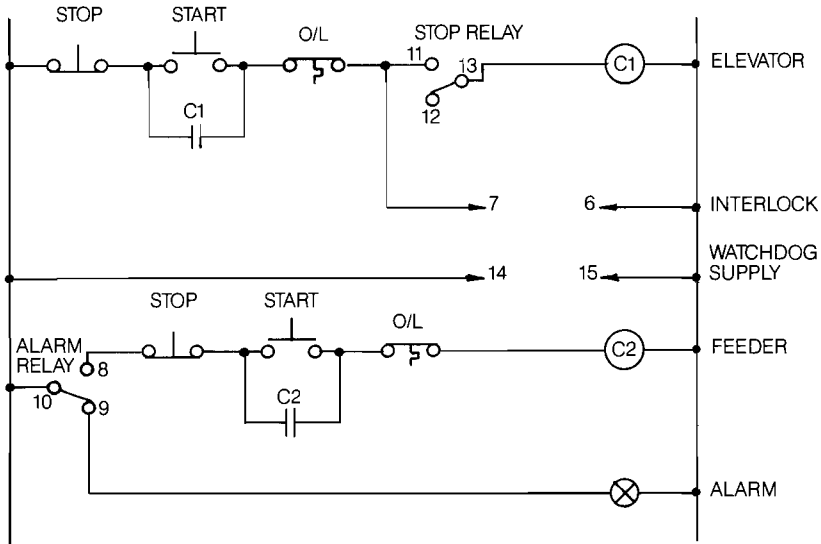 STOP
START
O/L
STOP RELAY
11
13
C1
ELEVATOR
12
C1
7
6
INTERLOCK
14
15
WATCHDOG
SUPPLY
STOP
START
O/L
ALARM
RELAY
8
C2
FEEDER
10
9
C2
ALARM